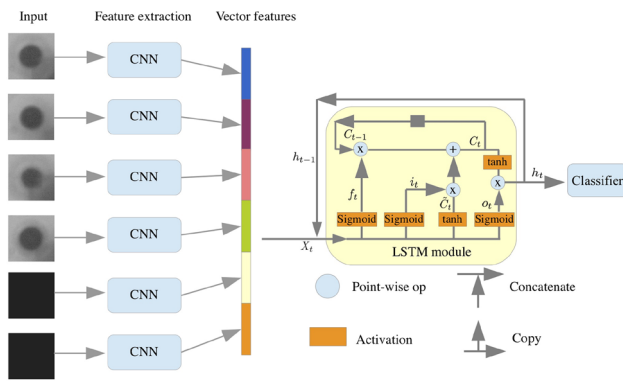 Input
Feature extraction
Vector features
CNN
CNN
CNN
CNN
CNN
CNN
C_{t-1}
C_t
x
+
tanh
h_{t-1}
i_t
x
x
h_t
Classifier
f_t
C̃_t
o_t
Sigmoid
Sigmoid
tanh
Sigmoid
X_t
LSTM module
Point-wise op
Concatenate
Activation
Copy